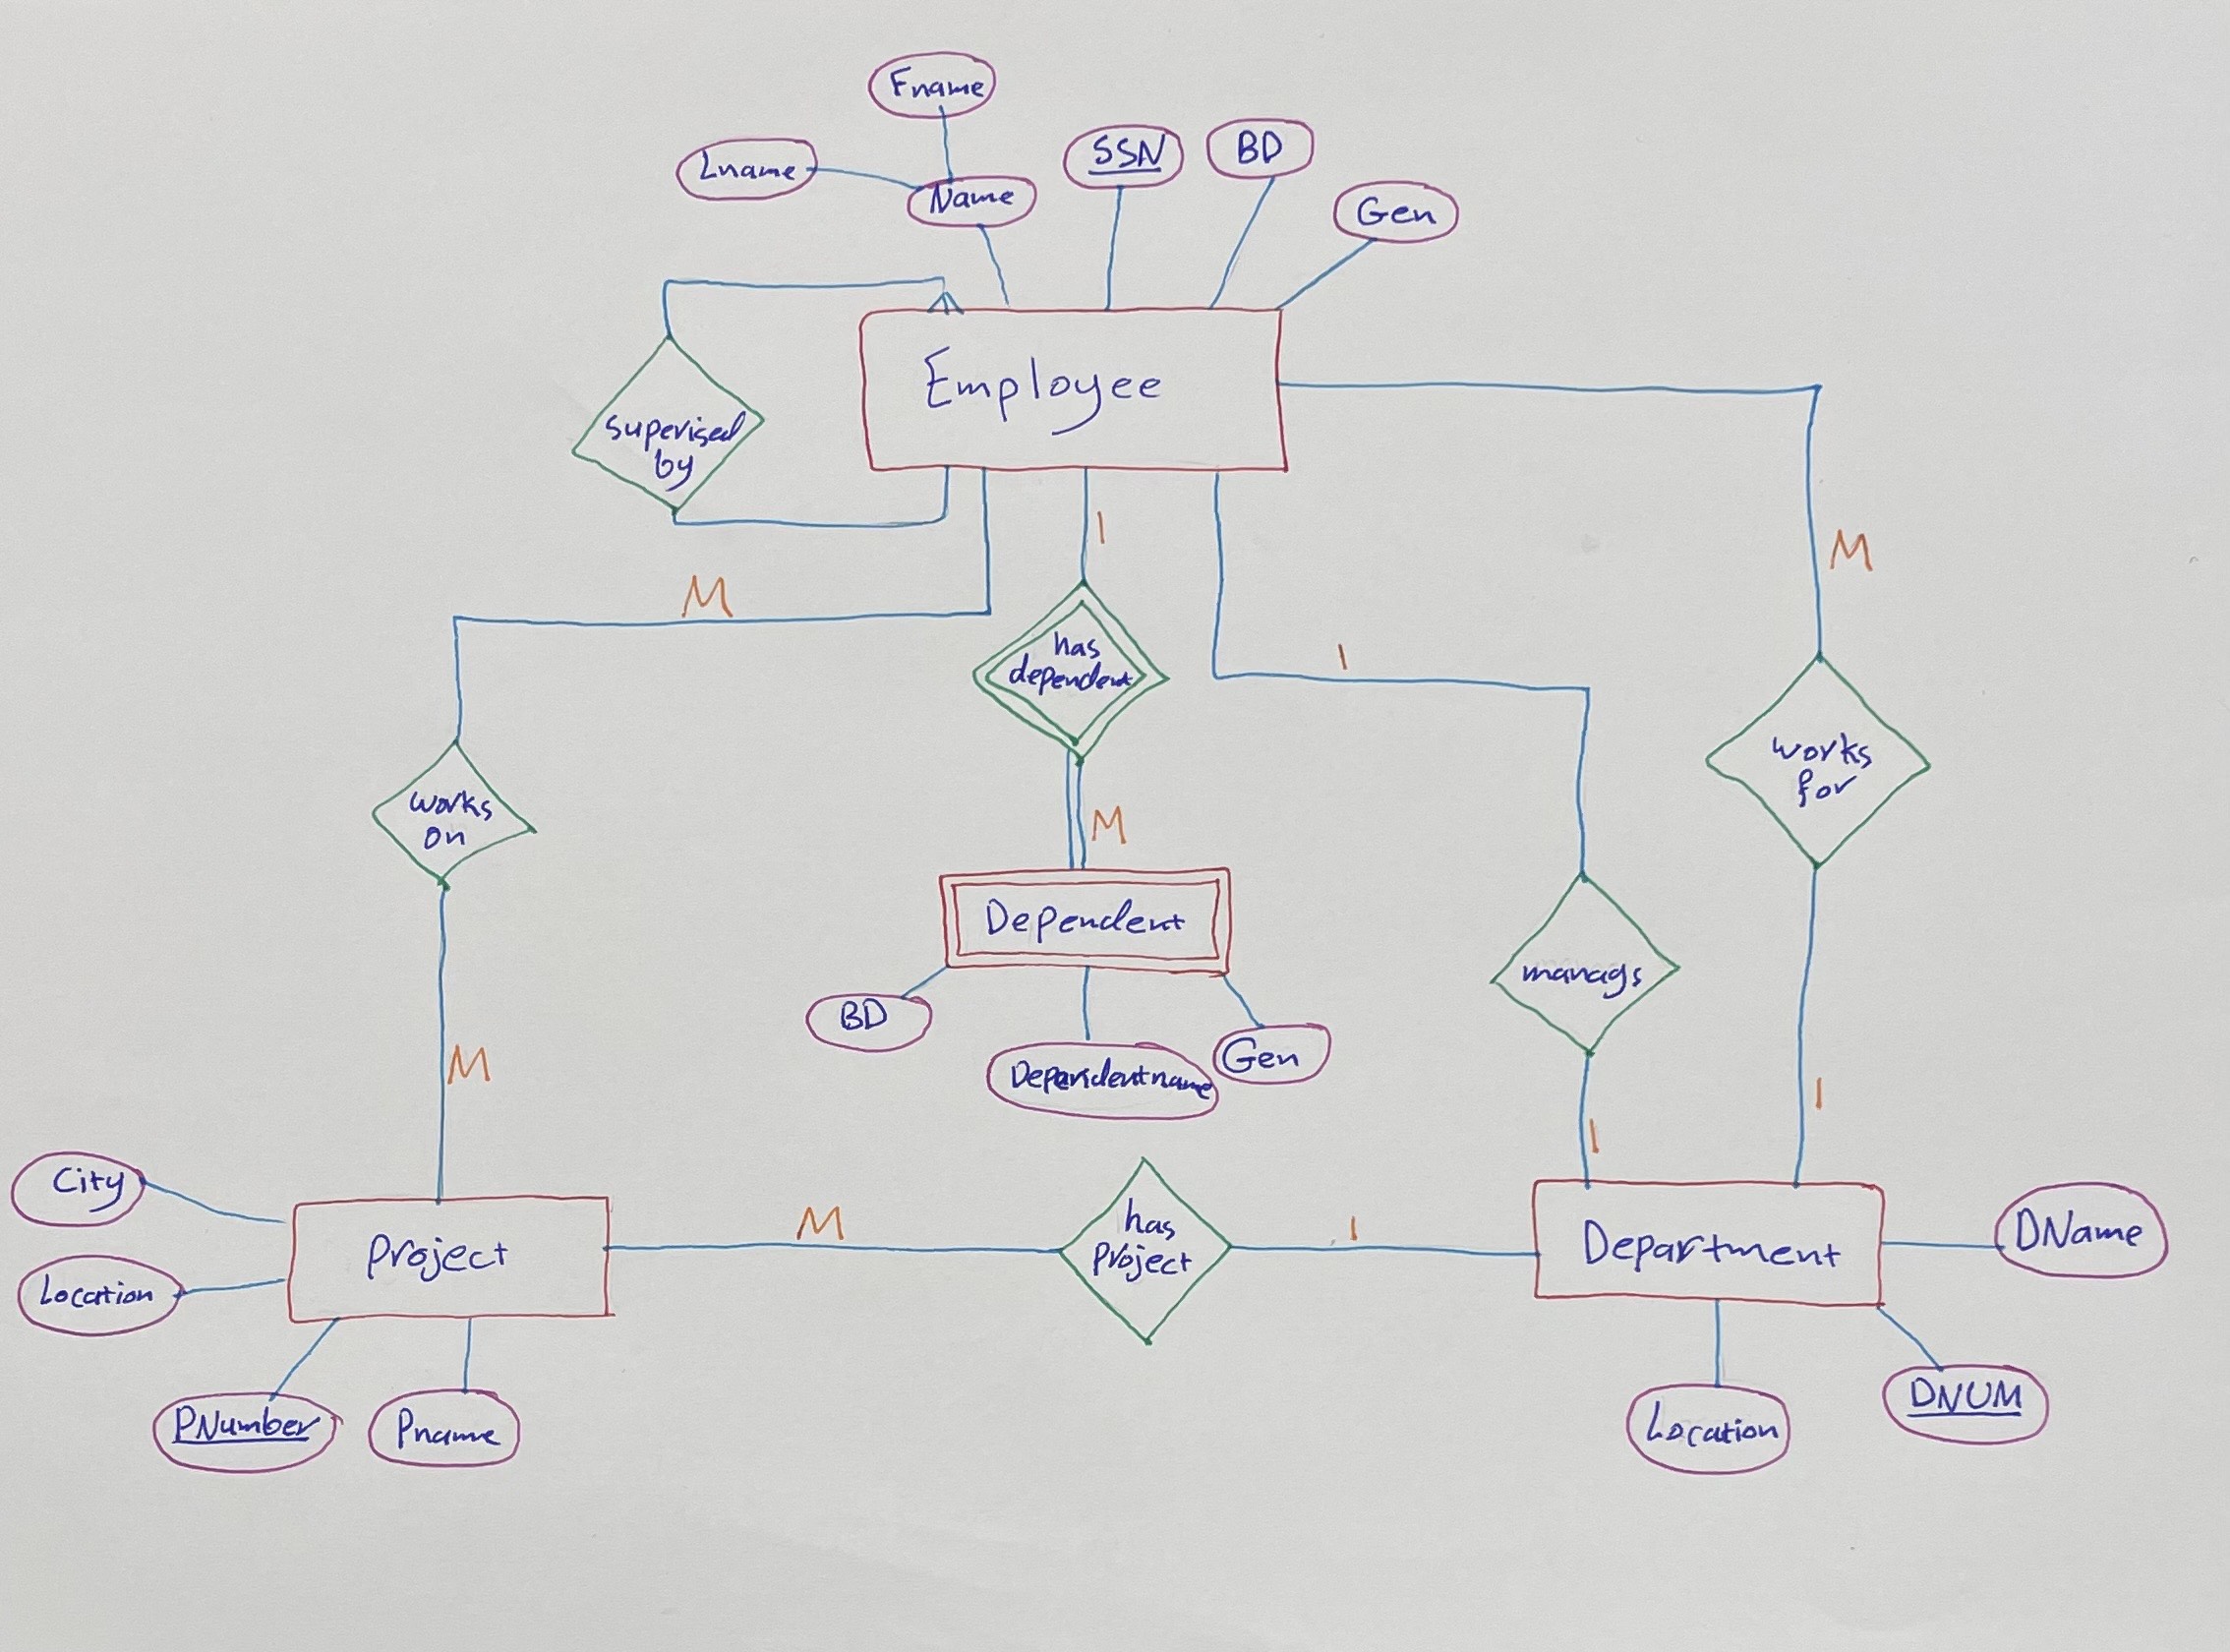 Fname
Lname
Name
SSN
BD
Gen
Employee
superised
by
1
M
M
has
dependent
1
works
for
works
on
M
Dependent
manags
BD
Dependentname
Gen
M
1
1
City
Location
Project
M
has
Project
1
Department
DName
PNumber
Pname
Location
DNUM